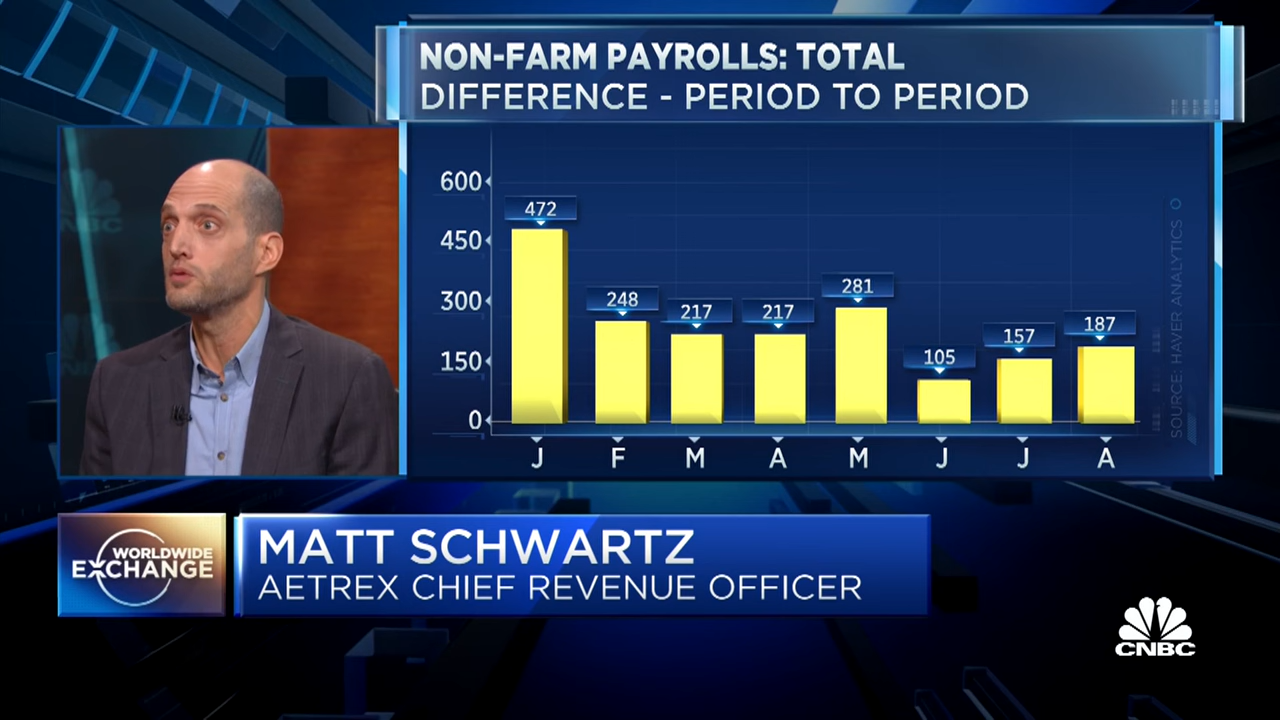 NON-FARM PAYROLLS: TOTAL
DIFFERENCE - PERIOD TO PERIOD
600
450
300
150
0
472
248
217
217
281
105
157
187
J
F
M
A
M
J
J
A
SOURCE: HAVER ANALYTICS
NBC
WORLDWIDE
EXCHANGE
MATT SCHWARTZ
AETREX CHIEF REVENUE OFFICER
CNBC